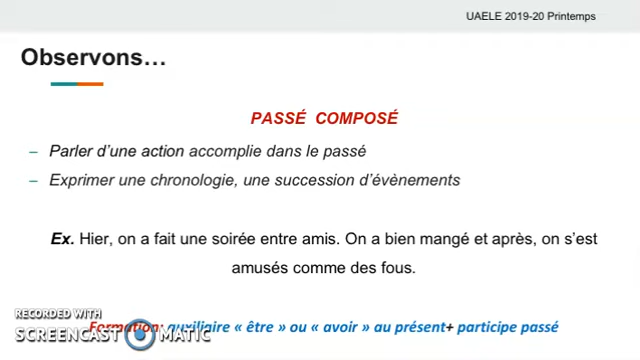 UAELE 2019-20 Printemps
Observons…
PASSÉ COMPOSÉ
– Parler d'une action accomplie dans le passé
– Exprimer une chronologie, une succession d'évènements
Ex. Hier, on a fait une soirée entre amis. On a bien mangé et après, on s'est
amusés comme des fous.
RECORDED WITH
SCREENCAST MATIC
Formation: auxiliaire « être » ou « avoir » au présent+ participe passé